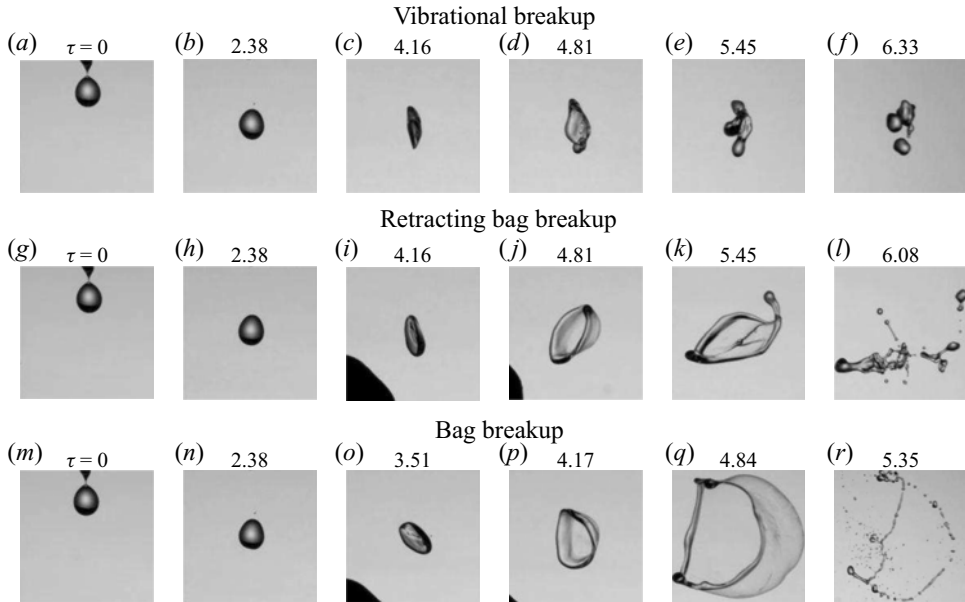 Vibrational breakup
(a) τ = 0 (b) 2.38 (c) 4.16 (d) 4.81 (e) 5.45 (f) 6.33
Retracting bag breakup
(g) τ = 0 (h) 2.38 (i) 4.16 (j) 4.81 (k) 5.45 (l) 6.08
Bag breakup
(m) τ = 0 (n) 2.38 (o) 3.51 (p) 4.17 (q) 4.84 (r) 5.35